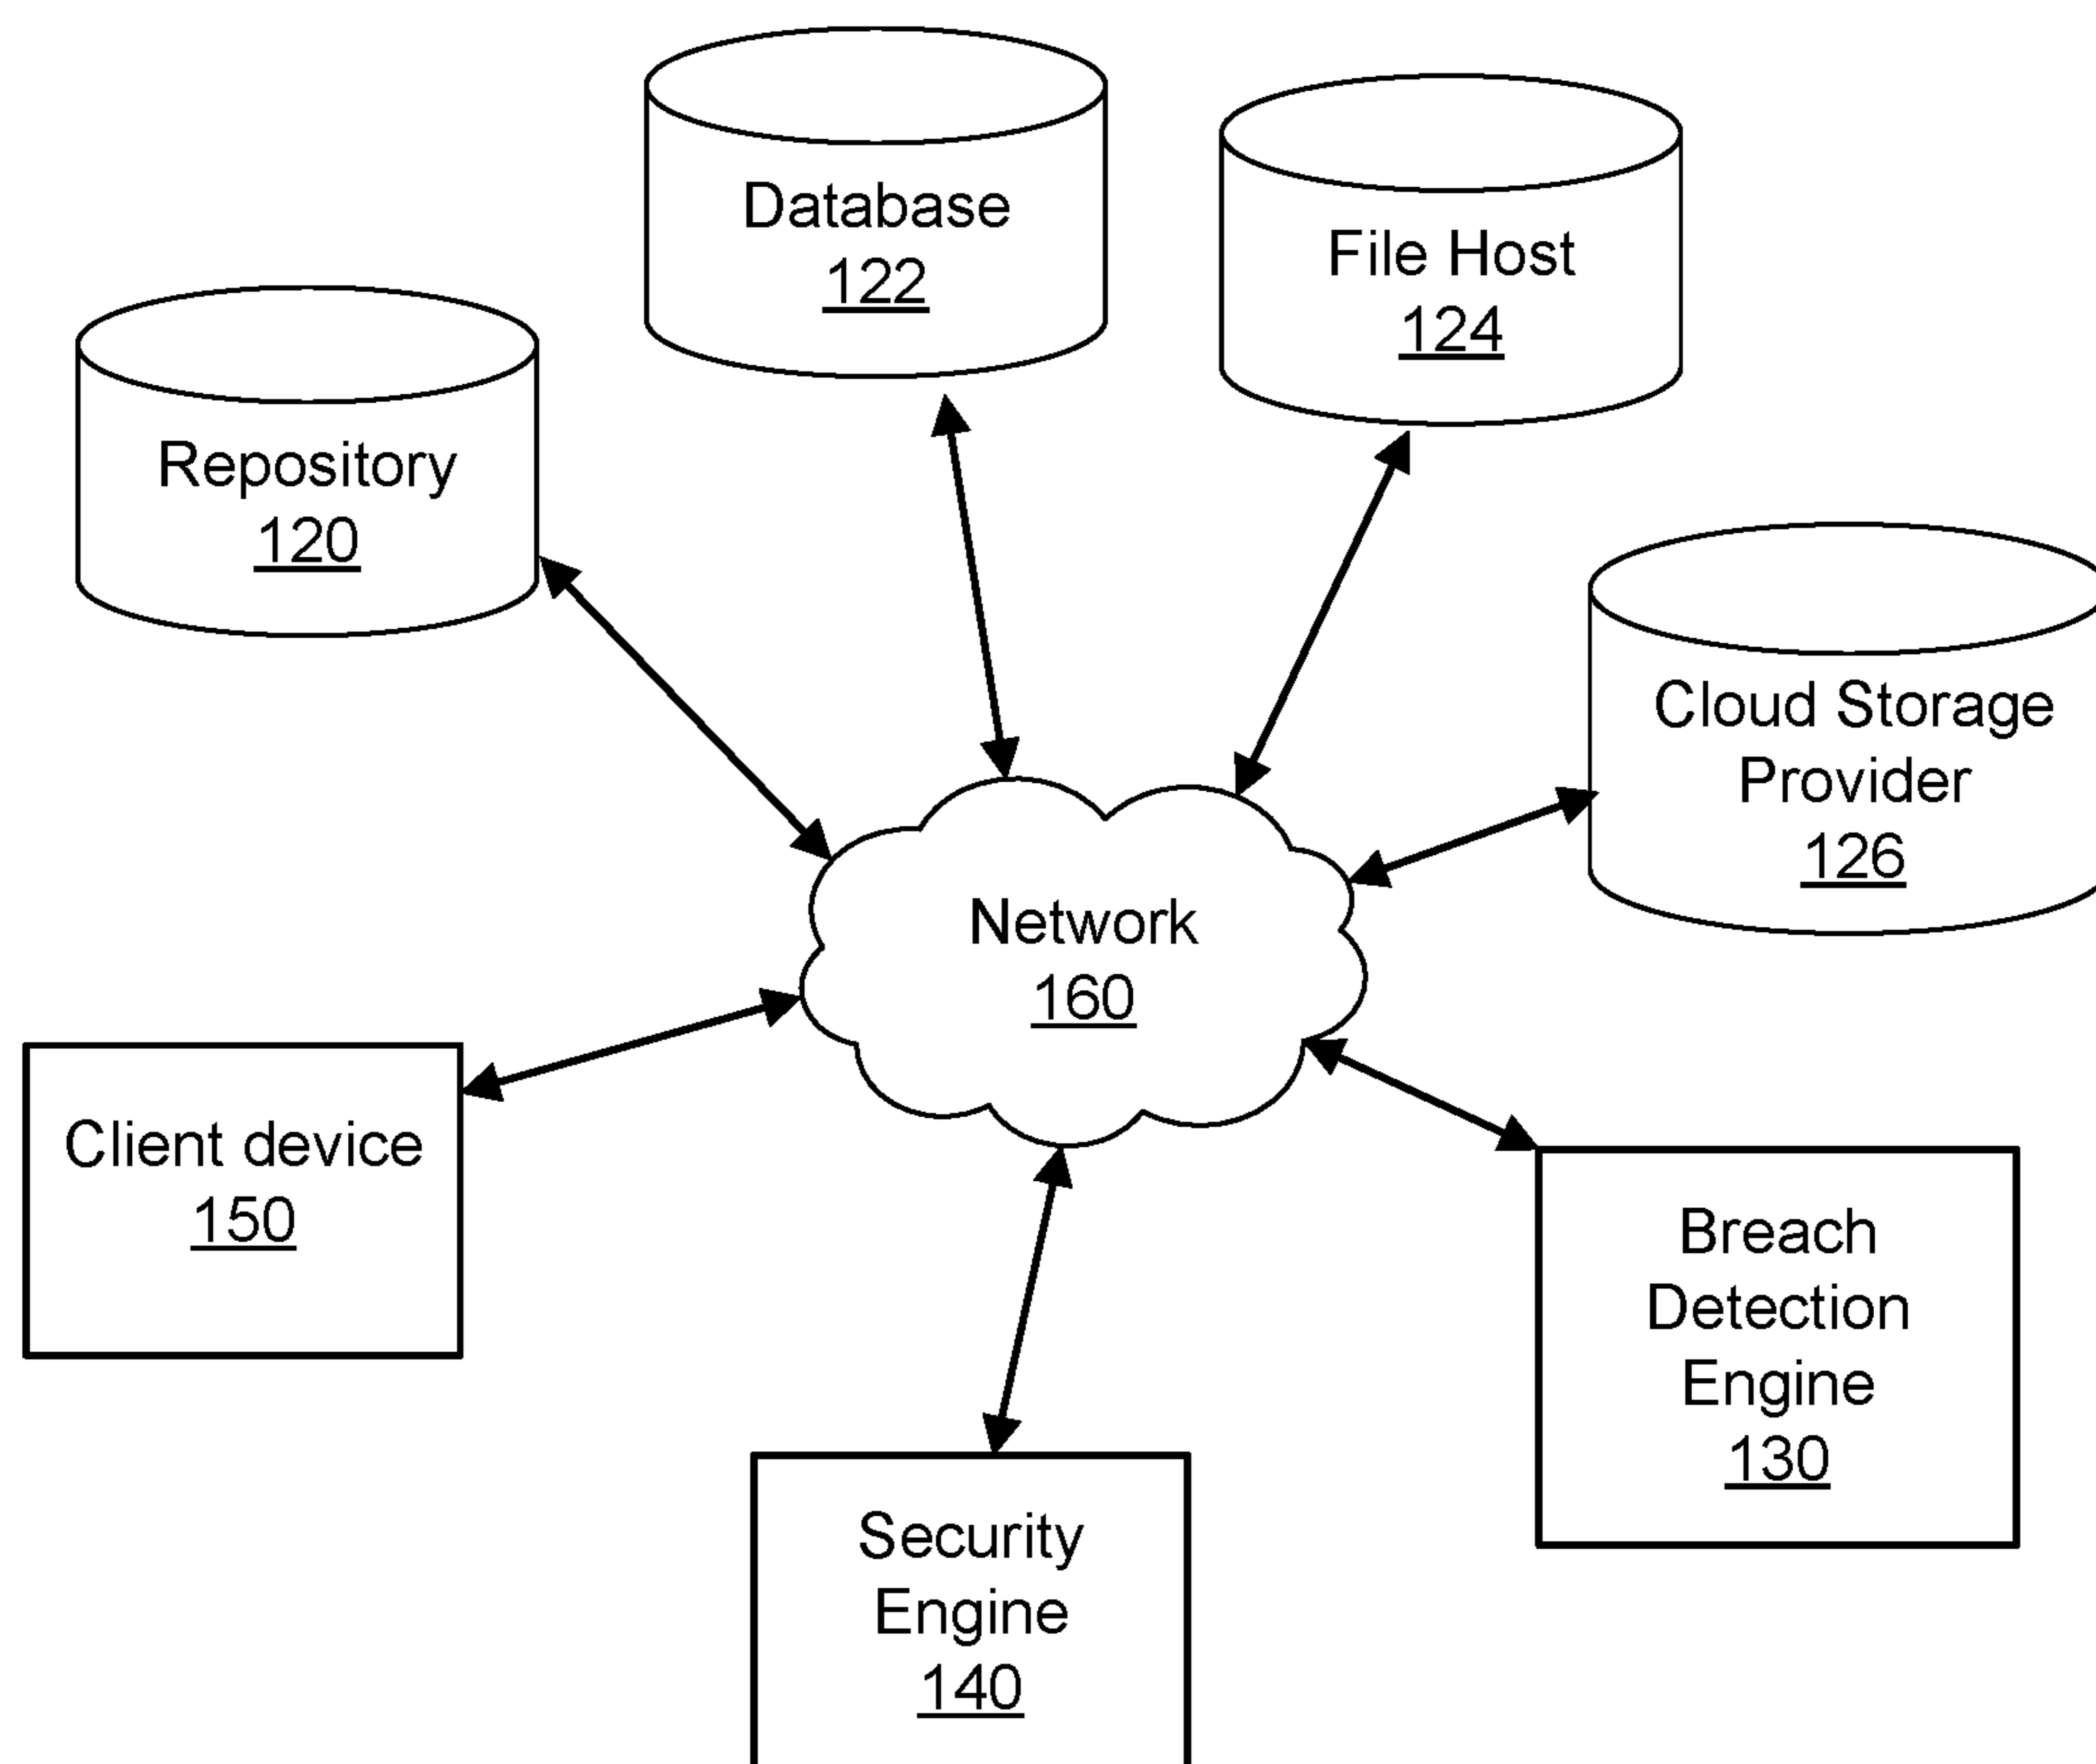 Database
122
File Host
124
Repository
120
Cloud Storage
Provider
126
Network
160
Client device
150
Breach
Detection
Engine
130
Security
Engine
140